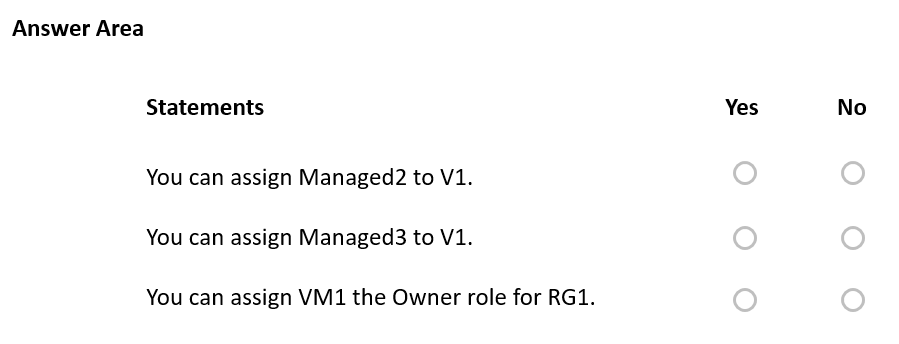 Answer Area
Statements Yes No
You can assign Managed2 to V1.
You can assign Managed3 to V1.
You can assign VM1 the Owner role for RG1.